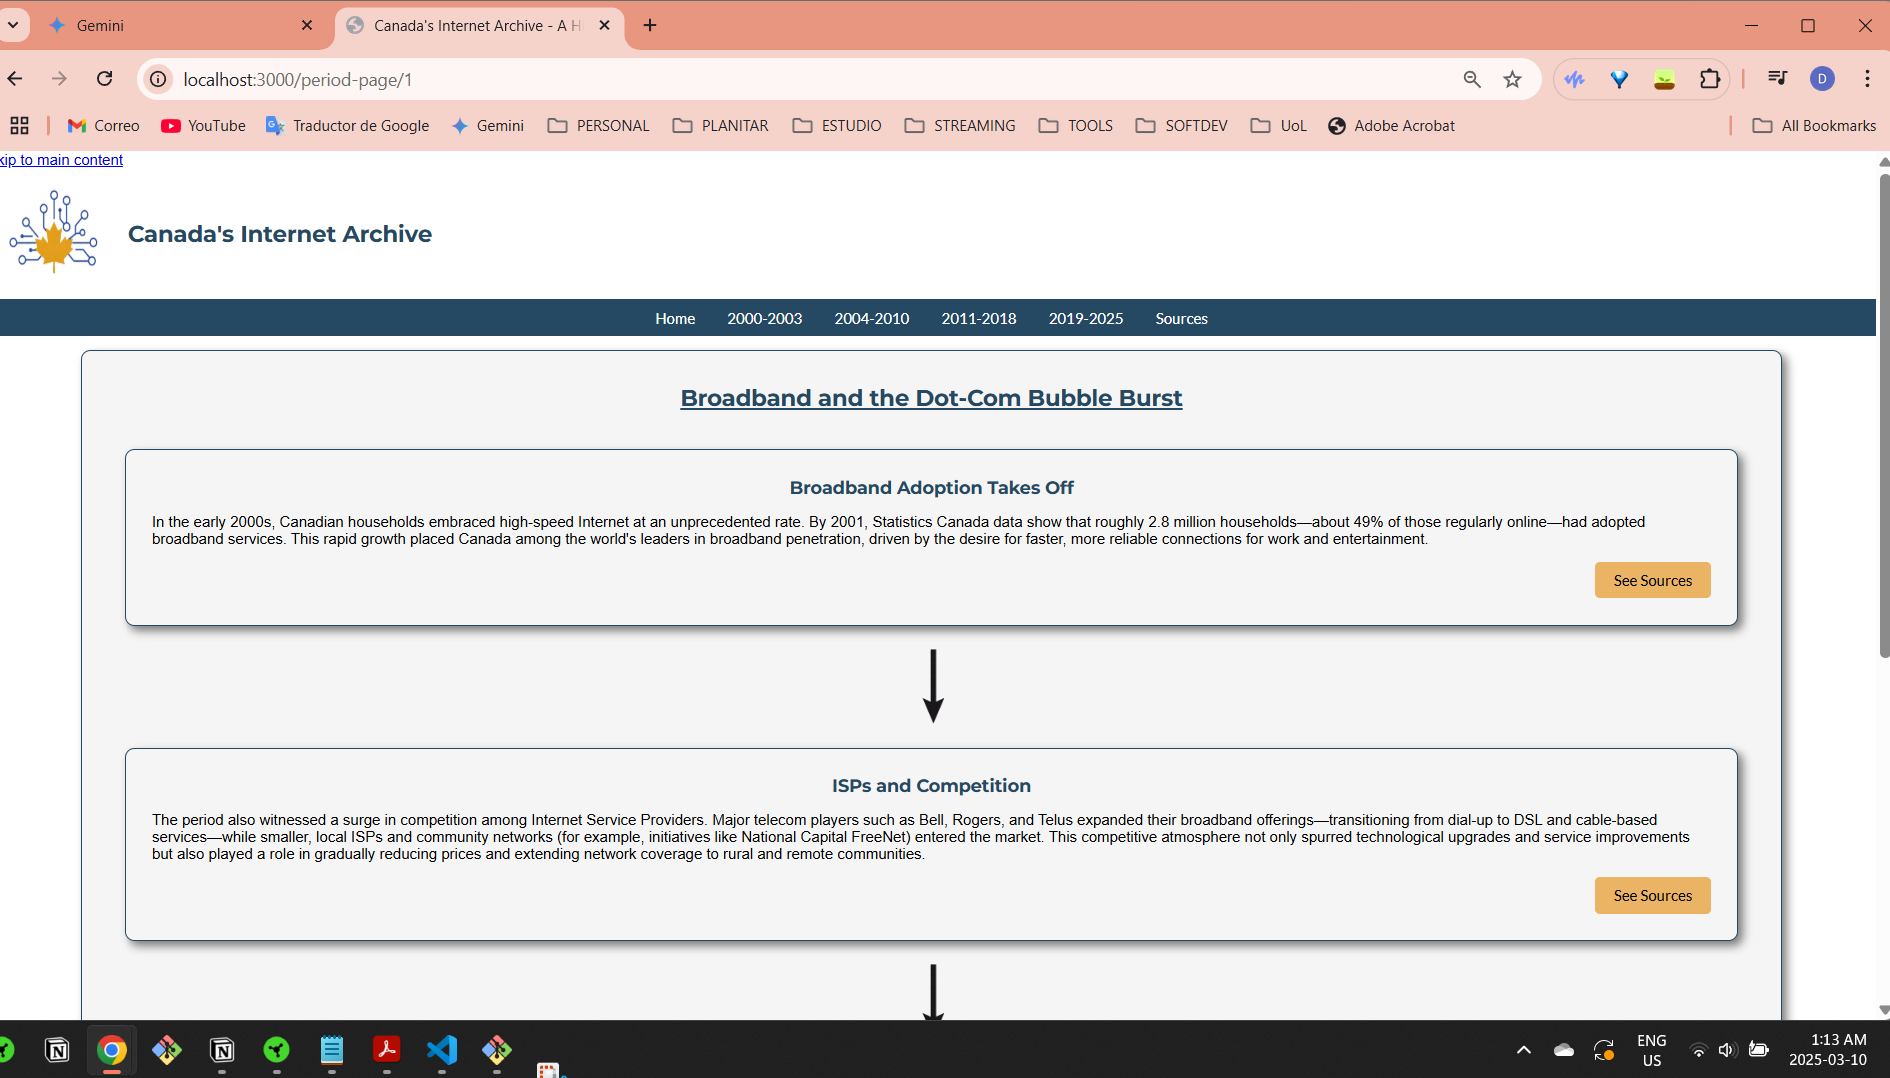 Gemini
Canada's Internet Archive - A H
localhost:3000/period-page/1
D
Correo
YouTube
Traductor de Google
Gemini
PERSONAL
PLANITAR
ESTUDIO
STREAMING
TOOLS
SOFTDEV
UoL
Adobe Acrobat
All Bookmarks
kip to main content
Canada's Internet Archive
Home 2000-2003 2004-2010 2011-2018 2019-2025 Sources
Broadband and the Dot-Com Bubble Burst
Broadband Adoption Takes Off
In the early 2000s, Canadian households embraced high-speed Internet at an unprecedented rate. By 2001, Statistics Canada data show that roughly 2.8 million households—about 49% of those regularly online—had adopted
broadband services. This rapid growth placed Canada among the world's leaders in broadband penetration, driven by the desire for faster, more reliable connections for work and entertainment.
See Sources
ISPs and Competition
The period also witnessed a surge in competition among Internet Service Providers. Major telecom players such as Bell, Rogers, and Telus expanded their broadband offerings—transitioning from dial-up to DSL and cable-based
services—while smaller, local ISPs and community networks (for example, initiatives like National Capital FreeNet) entered the market. This competitive atmosphere not only spurred technological upgrades and service improvements
but also played a role in gradually reducing prices and extending network coverage to rural and remote communities.
See Sources
ENG
US
1:13 AM
2025-03-10